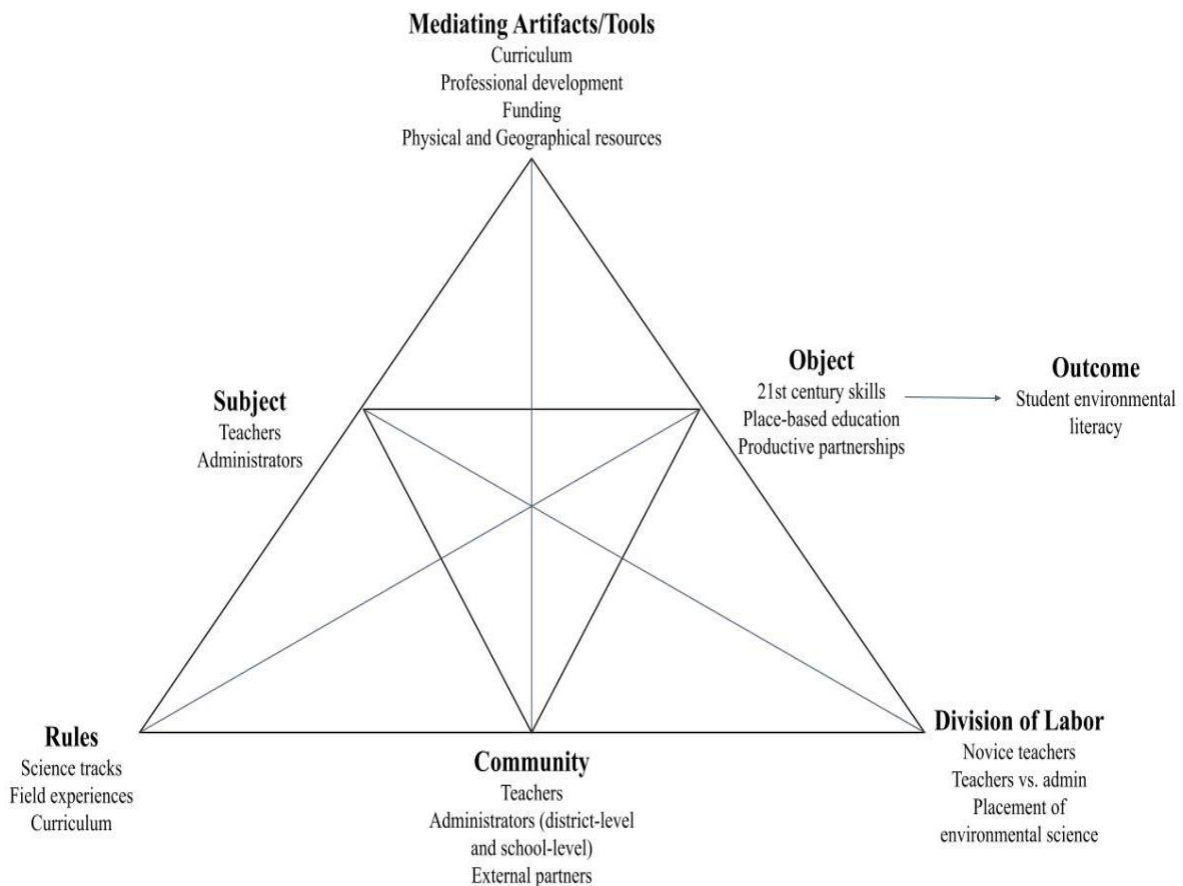 Mediating Artifacts/Tools
Curriculum
Professional development
Funding
Physical and Geographical resources
Subject
Teachers
Administrators
Object
21st century skills
Place-based education
Productive partnerships
Outcome
Student environmental
literacy
Rules
Science tracks
Field experiences
Curriculum
Community
Teachers
Administrators (district-level
and school-level)
External partners
Division of Labor
Novice teachers
Teachers vs. admin
Placement of
environmental science